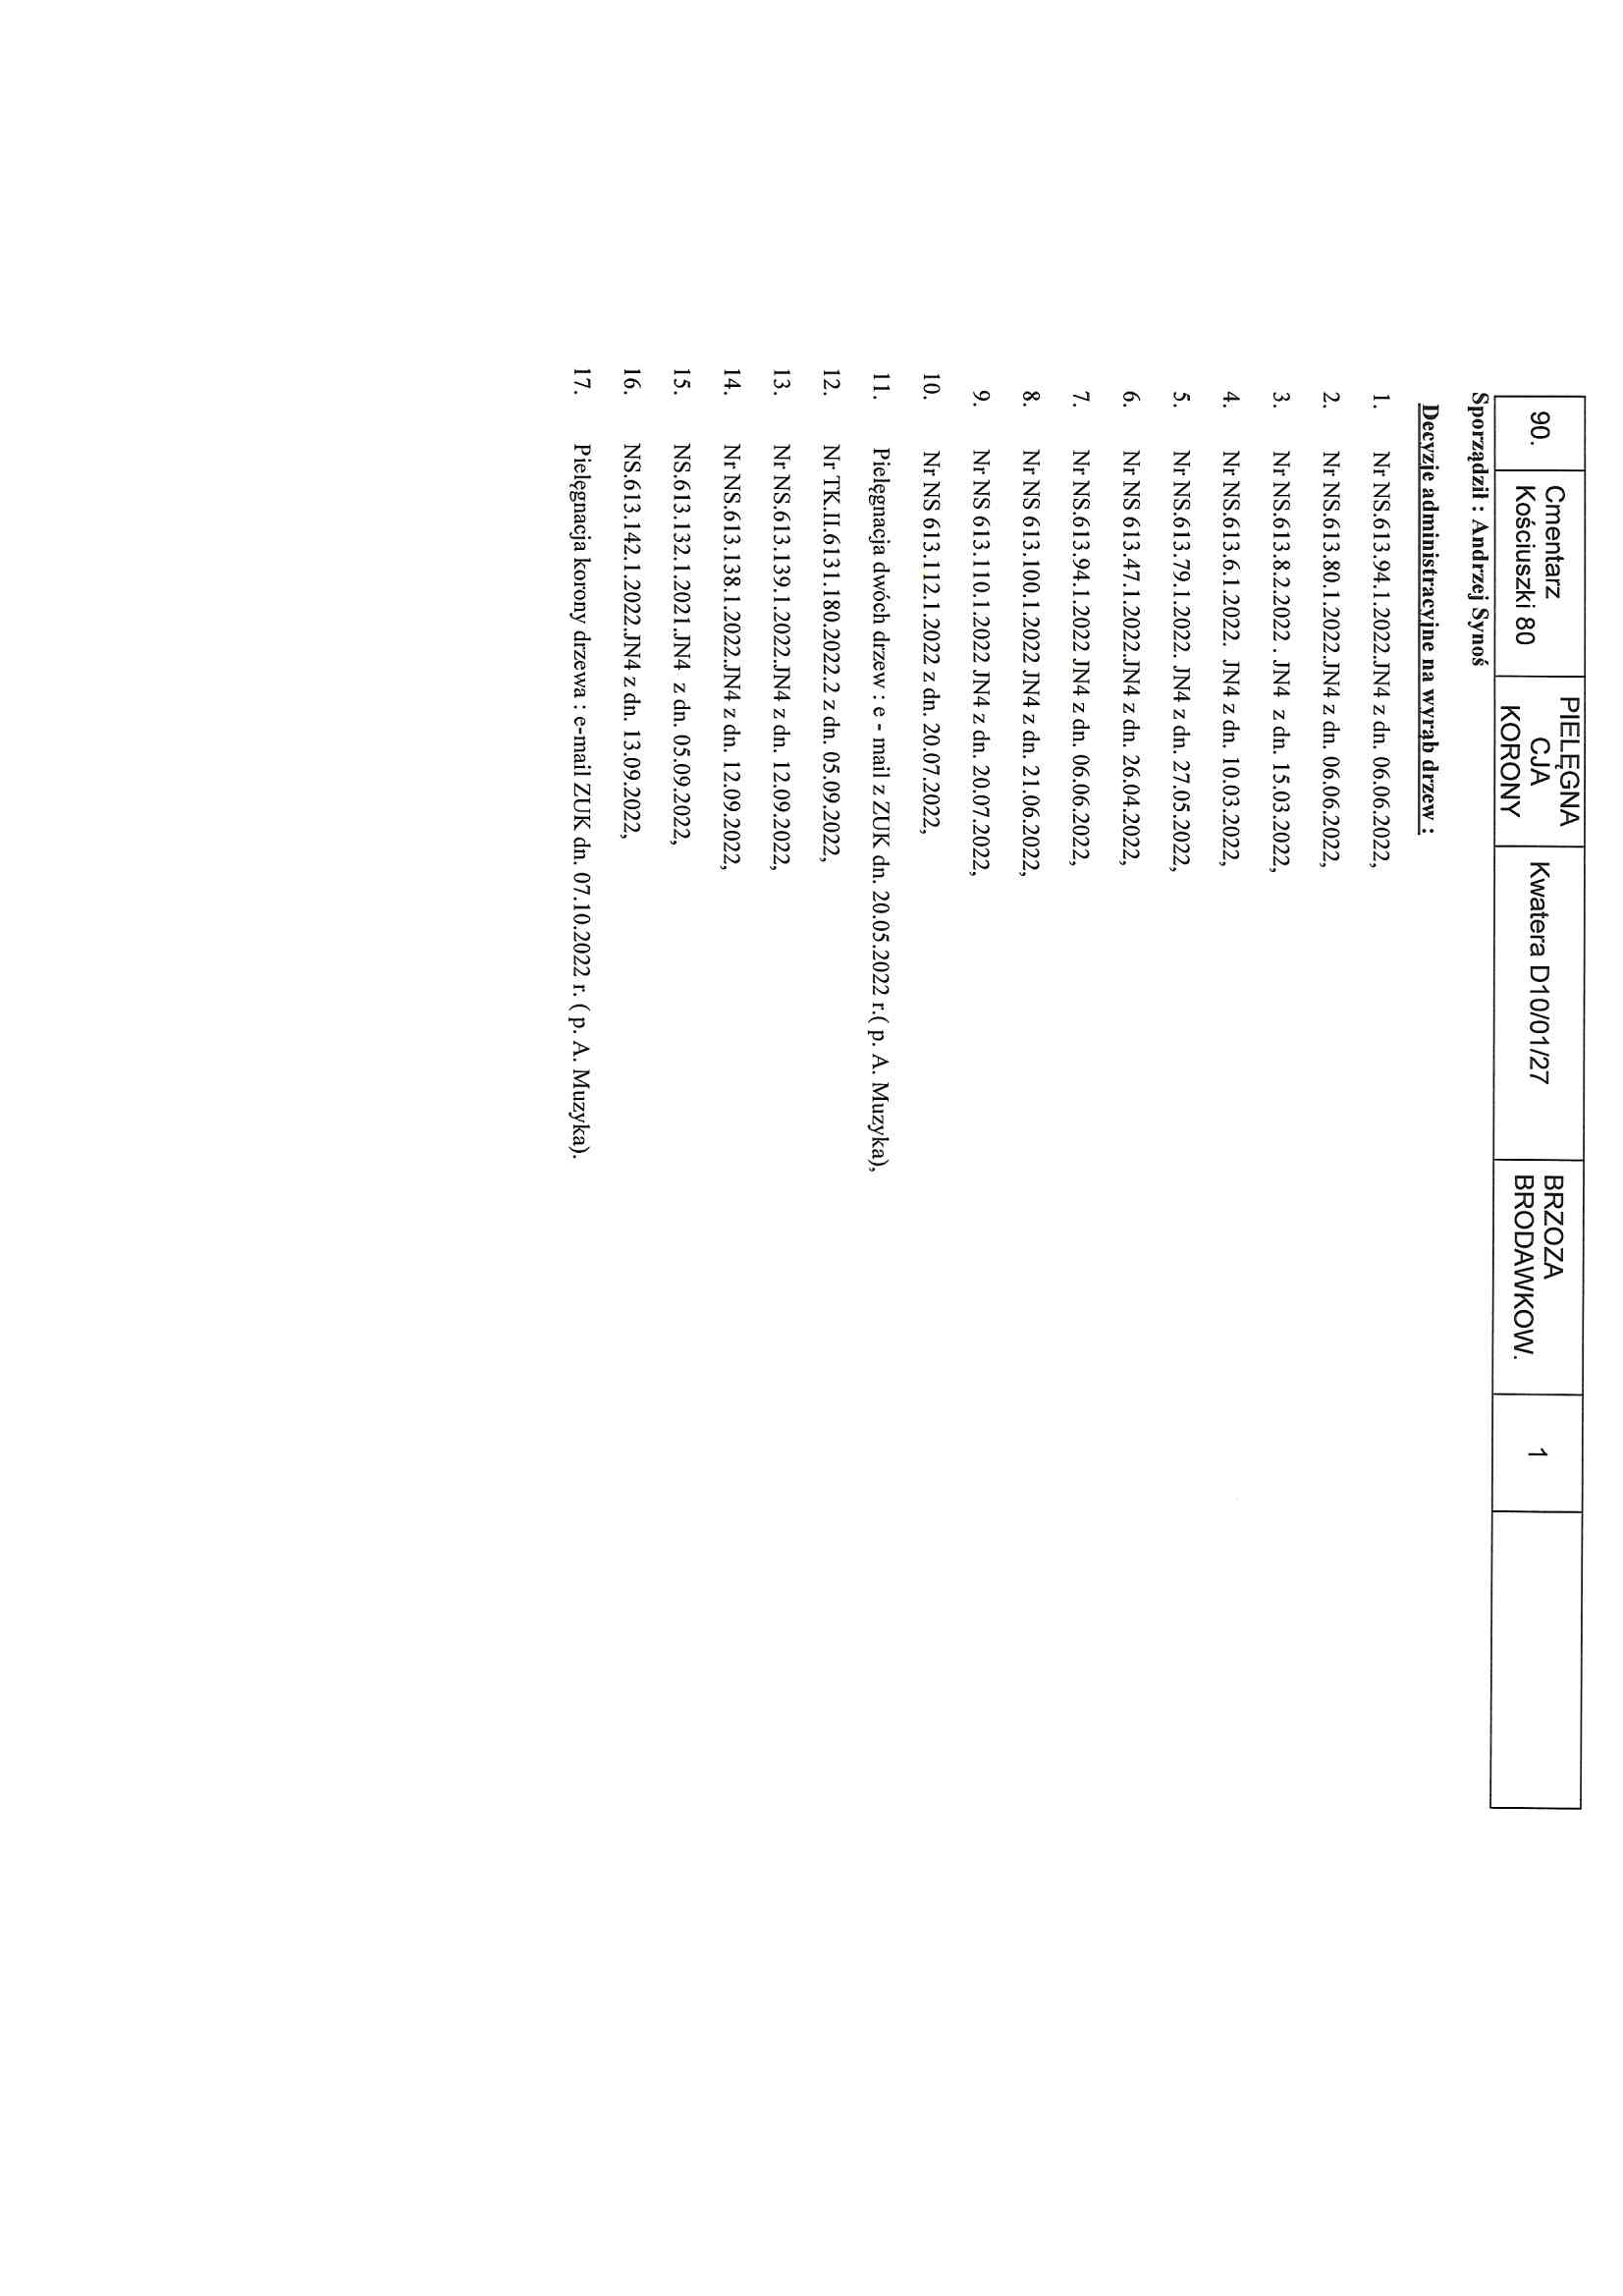 90.
Cmentarz
Kościuszki 80
PIELĘGNA
CJA
KORONY
Kwatera D10/01/27
BRZOZA
BRODAWKOW.
1
Sporządził : Andrzej Synoś
Decyzje administracyjne na wyrąb drzew :
1. Nr NS.613.94.1.2022.JN4 z dn. 06.06.2022,
2. Nr NS.613.80.1.2022.JN4 z dn. 06.06.2022,
3. Nr NS.613.8.2.2022 . JN4 z dn. 15.03.2022,
4. Nr NS.613.6.1.2022. JN4 z dn. 10.03.2022,
5. Nr NS.613.79.1.2022. JN4 z dn. 27.05.2022,
6. Nr NS 613.47.1.2022.JN4 z dn. 26.04.2022,
7. Nr NS.613.94.1.2022 JN4 z dn. 06.06.2022,
8. Nr NS 613.100.1.2022 JN4 z dn. 21.06.2022,
9. Nr NS 613.110.1.2022 JN4 z dn. 20.07.2022,
10. Nr NS 613.112.1.2022 z dn. 20.07.2022,
11. Pielęgnacja dwóch drzew : e - mail z ZUK dn. 20.05.2022 r.( p. A. Muzyka),
12. Nr TK.II.6131.180.2022.2 z dn. 05.09.2022,
13. Nr NS.613.139.1.2022.JN4 z dn. 12.09.2022,
14. Nr NS.613.138.1.2022.JN4 z dn. 12.09.2022,
15. NS.613.132.1.2021.JN4 z dn. 05.09.2022,
16. NS.613.142.1.2022.JN4 z dn. 13.09.2022,
17. Pielęgnacja korony drzewa : e-mail ZUK dn. 07.10.2022 r. ( p. A. Muzyka).